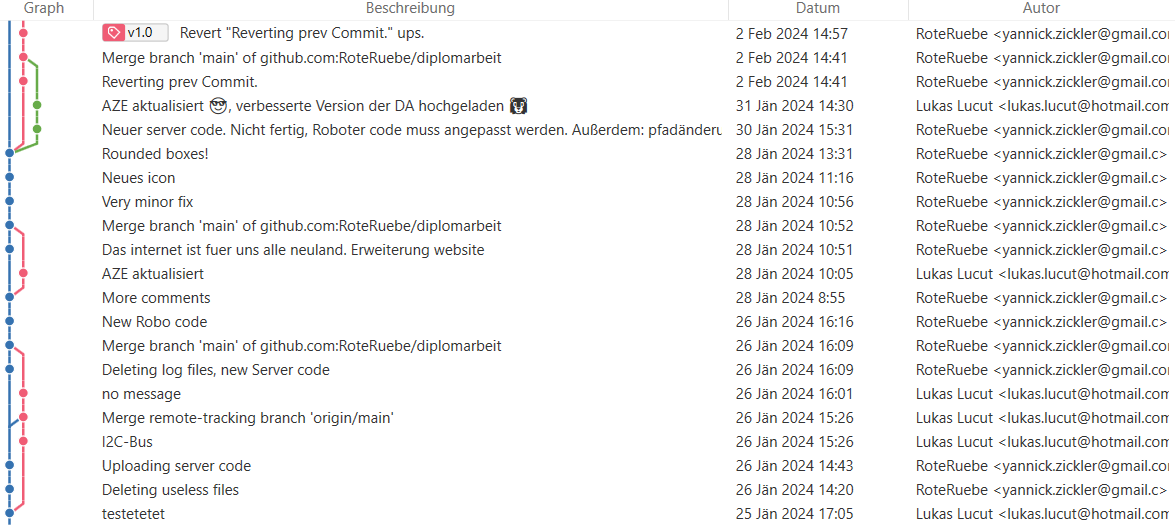 Graph Beschreibung Datum Autor
v1.0 Revert "Reverting prev Commit." ups. 2 Feb 2024 14:57 RoteRuebe <yannick.zickler@gmail.co
Merge branch 'main' of github.com:RoteRuebe/diplomarbeit 2 Feb 2024 14:41 RoteRuebe <yannick.zickler@gmail.co
Reverting prev Commit. 2 Feb 2024 14:41 RoteRuebe <yannick.zickler@gmail.co
AZE aktualisiert 😎, verbesserte Version der DA hochgeladen 🐻 31 Jän 2024 14:30 Lukas Lucut <lukas.lucut@hotmail.com
Neuer server code. Nicht fertig, Roboter code muss angepasst werden. Außerdem: pfadänderu 30 Jän 2024 15:31 RoteRuebe <yannick.zickler@gmail.co
Rounded boxes! 28 Jän 2024 13:31 RoteRuebe <yannick.zickler@gmail.c>
Neues icon 28 Jän 2024 11:16 RoteRuebe <yannick.zickler@gmail.c>
Very minor fix 28 Jän 2024 10:56 RoteRuebe <yannick.zickler@gmail.c>
Merge branch 'main' of github.com:RoteRuebe/diplomarbeit 28 Jän 2024 10:52 RoteRuebe <yannick.zickler@gmail.c>
Das internet ist fuer uns alle neuland. Erweiterung website 28 Jän 2024 10:51 RoteRuebe <yannick.zickler@gmail.c>
AZE aktualisiert 28 Jän 2024 10:05 Lukas Lucut <lukas.lucut@hotmail.com
More comments 28 Jän 2024 8:55 RoteRuebe <yannick.zickler@gmail.c>
New Robo code 26 Jän 2024 16:16 RoteRuebe <yannick.zickler@gmail.c>
Merge branch 'main' of github.com:RoteRuebe/diplomarbeit 26 Jän 2024 16:09 RoteRuebe <yannick.zickler@gmail.c>
Deleting log files, new Server code 26 Jän 2024 16:09 RoteRuebe <yannick.zickler@gmail.c>
no message 26 Jän 2024 16:01 Lukas Lucut <lukas.lucut@hotmail.com
Merge remote-tracking branch 'origin/main' 26 Jän 2024 15:26 Lukas Lucut <lukas.lucut@hotmail.com
I2C-Bus 26 Jän 2024 15:26 Lukas Lucut <lukas.lucut@hotmail.com
Uploading server code 26 Jän 2024 14:43 RoteRuebe <yannick.zickler@gmail.co
Deleting useless files 26 Jän 2024 14:20 RoteRuebe <yannick.zickler@gmail.c>
testetetet 25 Jän 2024 17:05 Lukas Lucut <lukas.lucut@hotmail.com